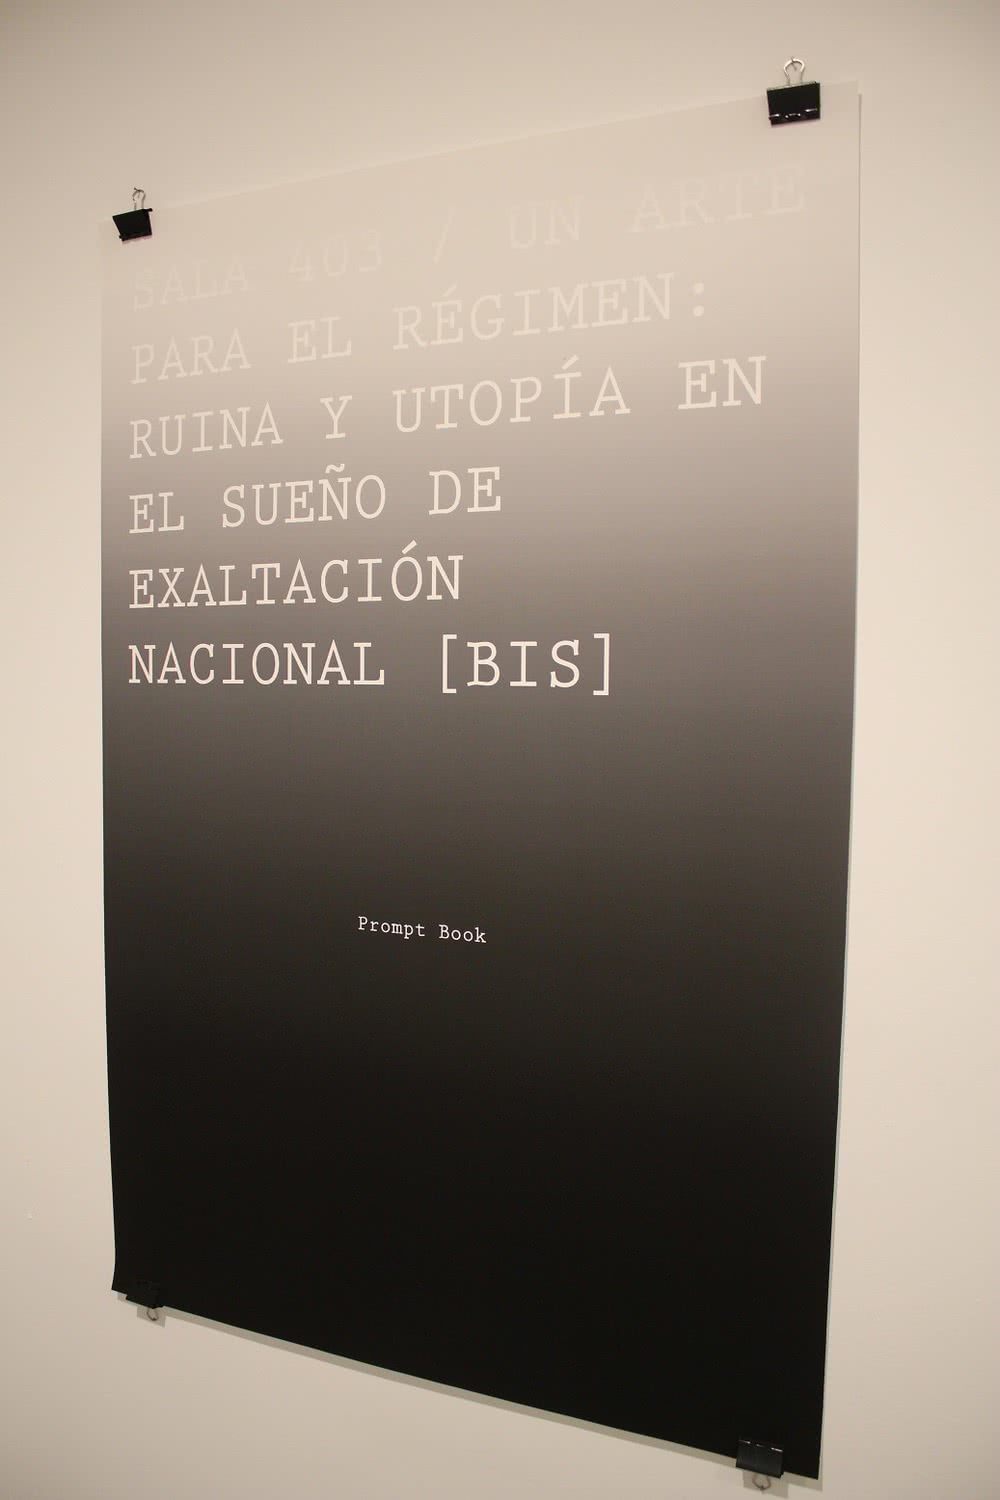 SALA 403 / UN ARTE
PARA EL RÉGIMEN:
RUINA Y UTOPÍA EN
EL SUEÑO DE
EXALTACIÓN
NACIONAL [BIS]
Prompt Book